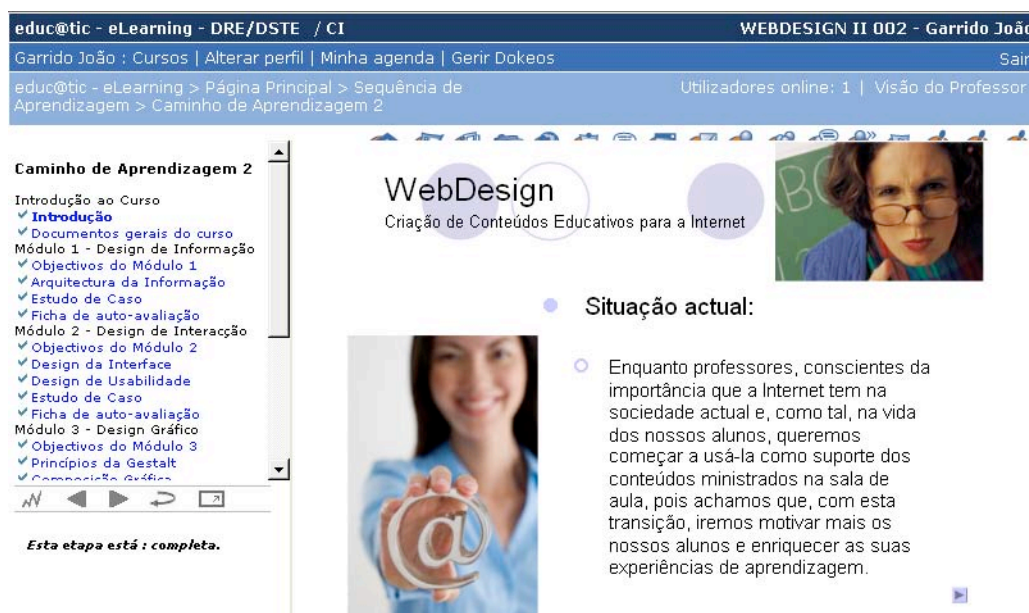 educ@tic - eLearning - DRE/DSTE / CI
WEBDESIGN II 002 - Garrido João
Garrido João : Cursos | Alterar perfil | Minha agenda | Gerir Dokeos
Sair
educ@tic - eLearning > Página Principal > Sequência de
Aprendizagem > Caminho de Aprendizagem 2
Utilizadores online: 1 | Visão do Professor
Caminho de Aprendizagem 2
Introdução ao Curso
Introdução
Documentos gerais do curso
Módulo 1 - Design de Informação
Objectivos do Módulo 1
Arquitectura da Informação
Estudo de Caso
Ficha de auto-avaliação
Módulo 2 - Design de Interacção
Objectivos do Módulo 2
Design da Interface
Design de Usabilidade
Estudo de Caso
Ficha de auto-avaliação
Módulo 3 - Design Gráfico
Objectivos do Módulo 3
Princípios da Gestalt
Composição Gráfica
Esta etapa está : completa.
WebDesign
Criação de Conteúdos Educativos para a Internet
Situação actual:
Enquanto professores, conscientes da
importância que a Internet tem na
sociedade actual e, como tal, na vida
dos nossos alunos, queremos
começar a usá-la como suporte dos
conteúdos ministrados na sala de
aula, pois achamos que, com esta
transição, iremos motivar mais os
nossos alunos e enriquecer as suas
experiências de aprendizagem.
@